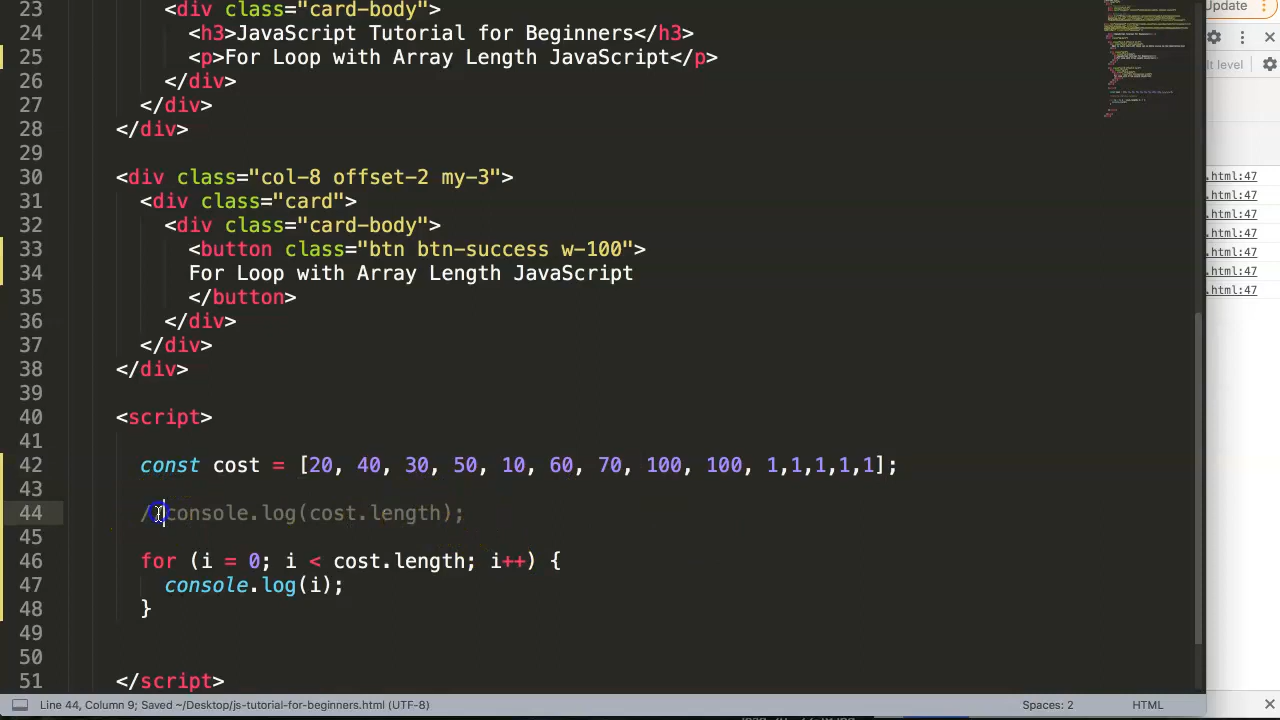 23 <div class="card-body">
24 <h3>JavaScript Tutorial for Beginners</h3>
25 <p>For Loop with Array Length JavaScript</p>
26 </div>
27 </div>
28 </div>
29
30 <div class="col-8 offset-2 my-3">
31 <div class="card">
32 <div class="card-body">
33 <button class="btn btn-success w-100">
34 For Loop with Array Length JavaScript
35 </button>
36 </div>
37 </div>
38 </div>
39
40 <script>
41
42 const cost = [20, 40, 30, 50, 10, 60, 70, 100, 100, 1,1,1,1,1];
43
44 //console.log(cost.length);
45
46 for (i = 0; i < cost.length; i++) {
47 console.log(i);
48 }
49
50
51 </script>
Line 44, Column 9; Saved ~/Desktop/js-tutorial-for-beginners.html (UTF-8)
Spaces: 2
HTML
Update
lt level
.html:47
.html:47
.html:47
.html:47
.html:47
.html:47
.html:47